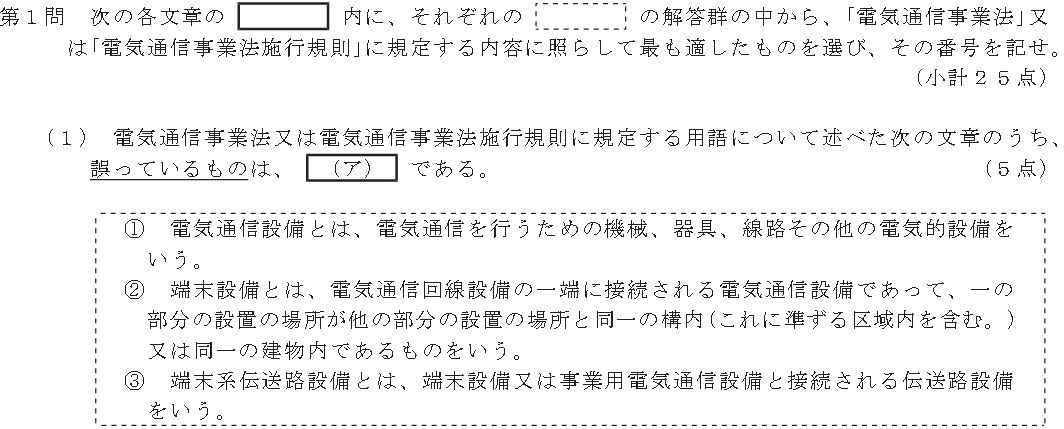 第1問 次の各文章の 内に、それぞれの の解答群の中から、「電気通信事業法」又
は「電気通信事業法施行規則」に規定する内容に照らして最も適したものを選び、その番号を記せ。
(小計25点)
(1) 電気通信事業法又は電気通信事業法施行規則に規定する用語について述べた次の文章のうち、
誤っているものは、 (ア) である。 (5点)
① 電気通信設備とは、電気通信を行うための機械、器具、線路その他の電気的設備を
いう。
② 端末設備とは、電気通信回線設備の一端に接続される電気通信設備であって、一の
部分の設置の場所が他の部分の設置の場所と同一の構内(これに準ずる区域内を含む。)
又は同一の建物内であるものをいう。
③ 端末系伝送路設備とは、端末設備又は事業用電気通信設備と接続される伝送路設備
をいう。